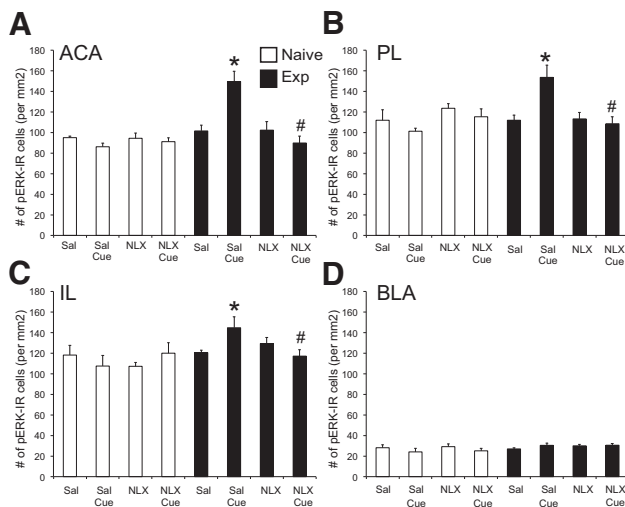 A
ACA
Naive
Exp
# of pERK-IR cells (per mm2)
180
160
140
120
100
80
60
40
20
0
*
#
Sal
Sal Cue
NLX
NLX Cue
Sal
Sal Cue
NLX
NLX Cue
B
PL
# of pERK-IR cells (per mm2)
180
160
140
120
100
80
60
40
20
0
*
#
Sal
Sal Cue
NLX
NLX Cue
Sal
Sal Cue
NLX
NLX Cue
C
IL
# of pERK-IR cells (per mm2)
180
160
140
120
100
80
60
40
20
0
*
#
Sal
Sal Cue
NLX
NLX Cue
Sal
Sal Cue
NLX
NLX Cue
D
BLA
# of pERK-IR cells (per mm2)
180
160
140
120
100
80
60
40
20
0
Sal
Sal Cue
NLX
NLX Cue
Sal
Sal Cue
NLX
NLX Cue